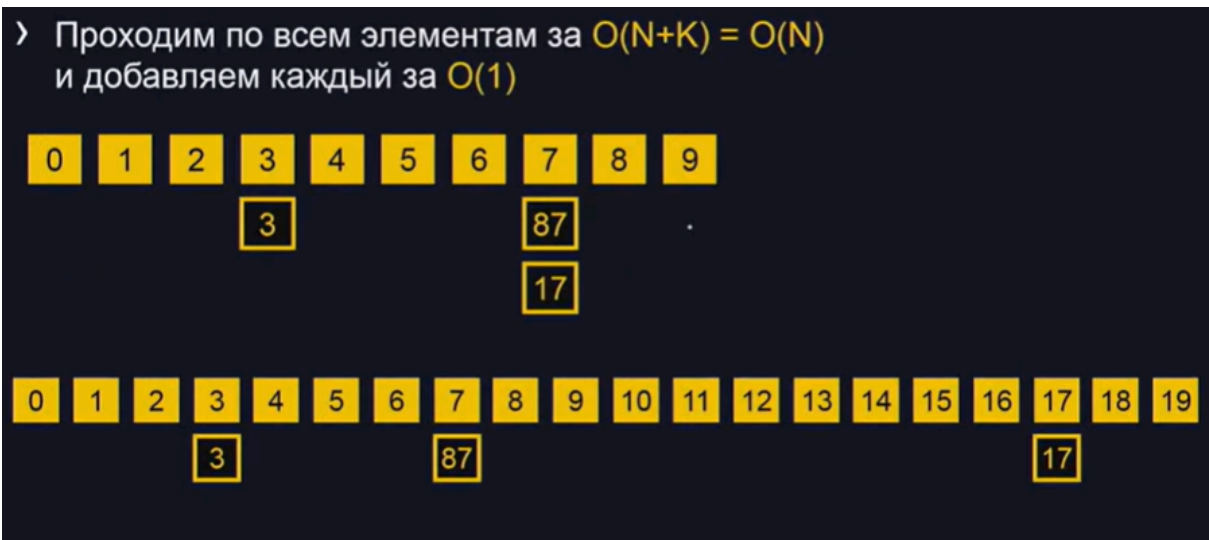 › Проходим по всем элементам за O(N+K) = O(N)
и добавляем каждый за O(1)
0 1 2 3 4 5 6 7 8 9
3 87
17
0 1 2 3 4 5 6 7 8 9 10 11 12 13 14 15 16 17 18 19
3 87 17